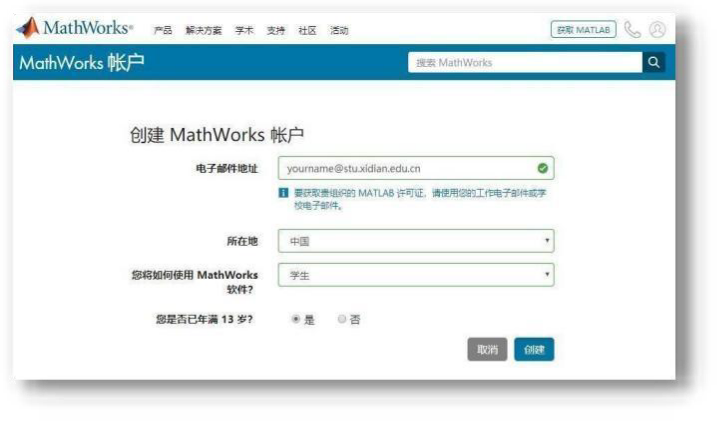 MathWorks® 产品 解决方案 学术 支持 社区 活动 获取 MATLAB
MathWorks 帐户 搜索 MathWorks
创建 MathWorks 帐户
电子邮件地址 yourname@stu.xidian.edu.cn
要获取贵组织的 MATLAB 许可证，请使用您的工作电子邮件或学
校电子邮件。
所在地 中国
您将如何使用 MathWorks 学生
软件?
您是否已年满 13 岁? 是 否
取消 创建